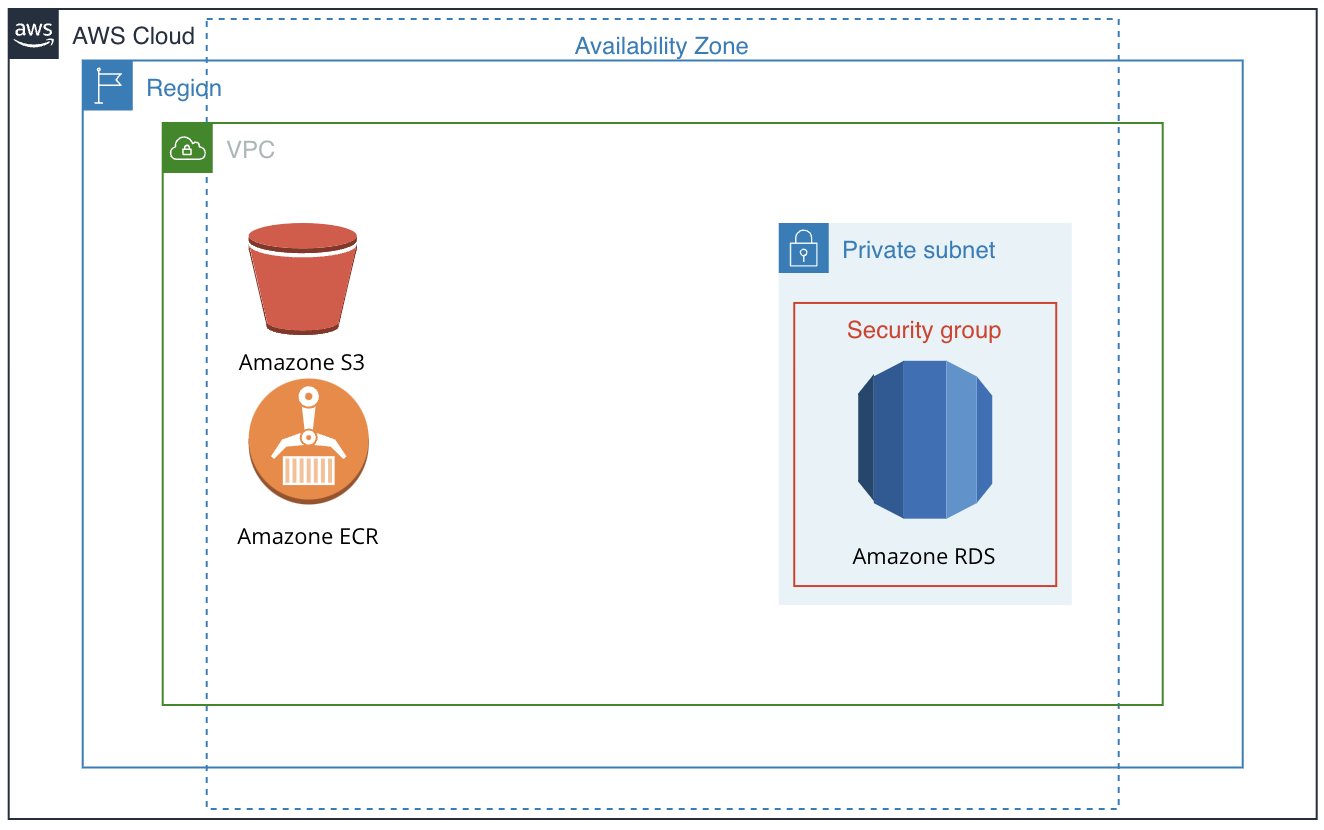 aws
AWS Cloud
Availability Zone
Region
VPC
Private subnet
Security group
Amazone S3
Amazone ECR
Amazone RDS